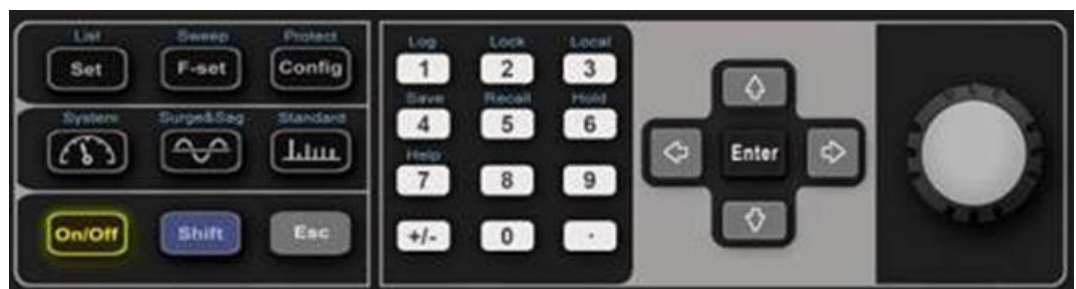 List Sweep Protect
Set F-set Config
System Surge&Sag Standard
On/Off Shift Esc
Log Lock Local
1 2 3
Save Recall Hold
4 5 6
Help
7 8 9
+/- 0 .
Enter